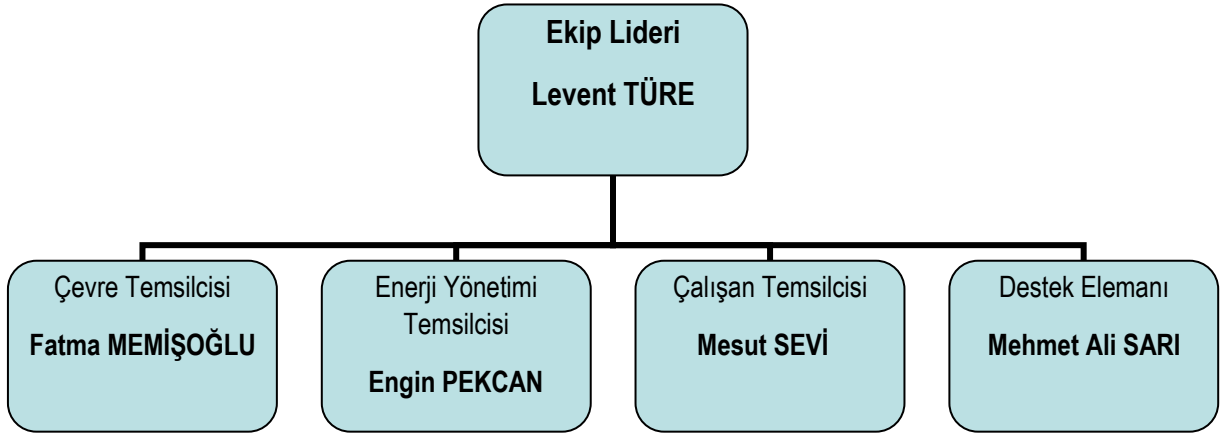 Ekip Lideri
Levent TÜRE
Çevre Temsilcisi
Fatma MEMİŞOĞLU
Enerji Yönetimi
Temsilcisi
Engin PEKCAN
Çalışan Temsilcisi
Mesut SEVİ
Destek Elemanı
Mehmet Ali SARI